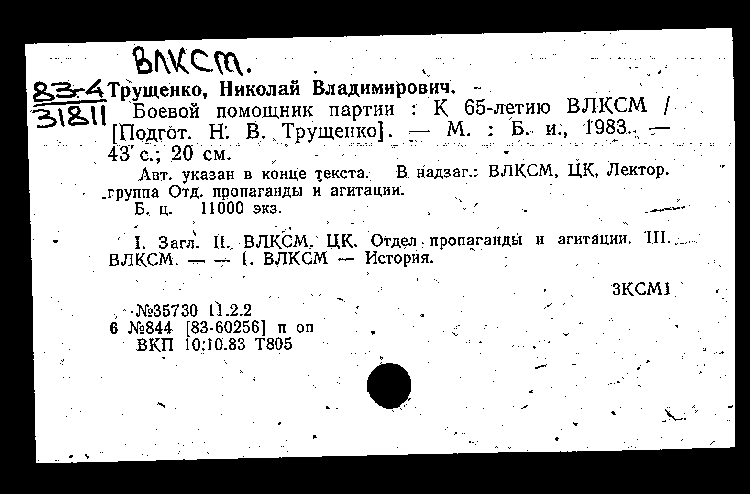 ВЛКСМ.
83-4
31811
Трущенко, Николай Владимирович.
Боевой помощник партии : К 65-летию ВЛКСМ /
[Подгот. Н. В. Трущенко]. — М. : Б. и., 1983. —
43 с.; 20 см.
Авт. указан в конце текста. В надзаг.: ВЛКСМ, ЦК, Лектор.
группа Отд. пропаганды и агитации.
Б. ц. 11000 экз.
I. Загл. II. ВЛКСМ. ЦК. Отдел пропаганды и агитации. III.
ВЛКСМ. — — 1. ВЛКСМ — История.
3КСМ1
№35730 11.2.2
6 №844 [83-60256] п оп
ВКП 10.10.83 Т805